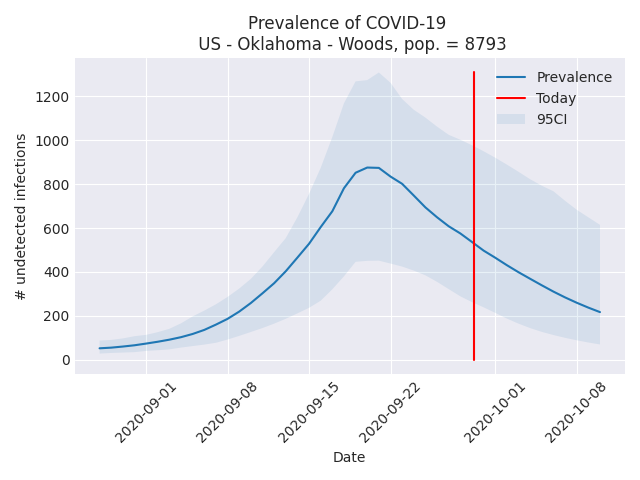 Prevalence of COVID-19
US - Oklahoma - Woods, pop. = 8793
Prevalence
Today
95CI
# undetected infections
1200
1000
800
600
400
200
0
2020-09-01
2020-09-08
2020-09-15
2020-09-22
2020-10-01
2020-10-08
Date